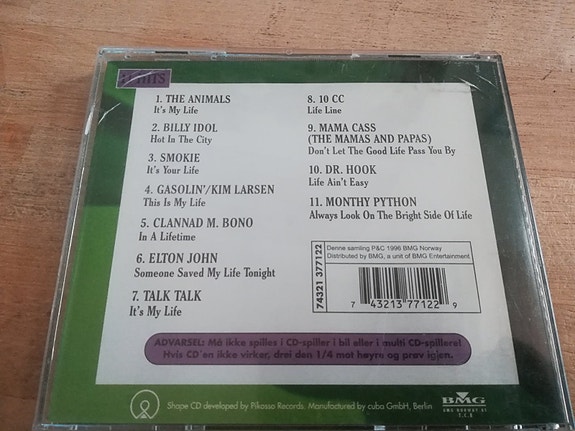 HITS
1. THE ANIMALS
It's My Life
2. BILLY IDOL
Hot In The City
3. SMOKIE
It's Your Life
4. GASOLIN'/KIM LARSEN
This Is My Life
5. CLANNAD M. BONO
In A Lifetime
6. ELTON JOHN
Someone Saved My Life Tonight
7. TALK TALK
It's My Life
8. 10 CC
Life Line
9. MAMA CASS
(THE MAMAS AND PAPAS)
Don't Let The Good Life Pass You By
10. DR. HOOK
Life Ain't Easy
11. MONTHY PYTHON
Always Look On The Bright Side Of Life
Denne samling P&C 1996 BMG Norway
Distributed by BMG, a unit of BMG Entertainment
74321 377122
7 43213 77122 9
ADVARSEL: Må ikke spilles i CD-spiller i bil eller i multi CD-spillere!
Hvis CD'en ikke virker, drei den 1/4 mot høyre og prøv igjen.
Shape CD developed by Pikosso Records. Manufactured by cuba GmbH, Berlin
BMG
BMG NORWAY AS